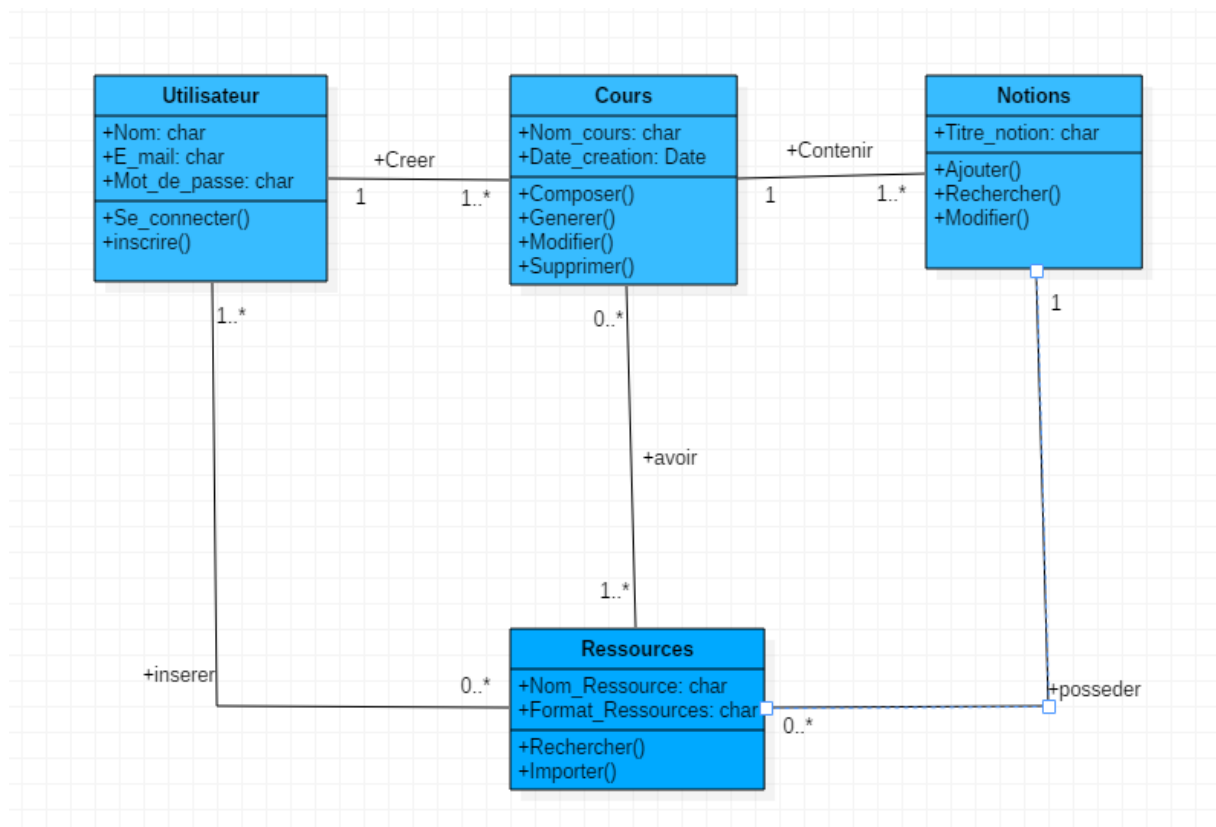 Utilisateur
+Nom: char
+E_mail: char
+Mot_de_passe: char
+Se_connecter()
+inscrire()
+Creer
1
1..*
Cours
+Nom_cours: char
+Date_creation: Date
+Composer()
+Generer()
+Modifier()
+Supprimer()
+Contenir
1
1..*
Notions
+Titre_notion: char
+Ajouter()
+Rechercher()
+Modifier()
1..*
0..*
1
+avoir
1..*
+inserer
0..*
Ressources
+Nom_Ressource: char
+Format_Ressources: char
+Rechercher()
+Importer()
+posseder
0..*